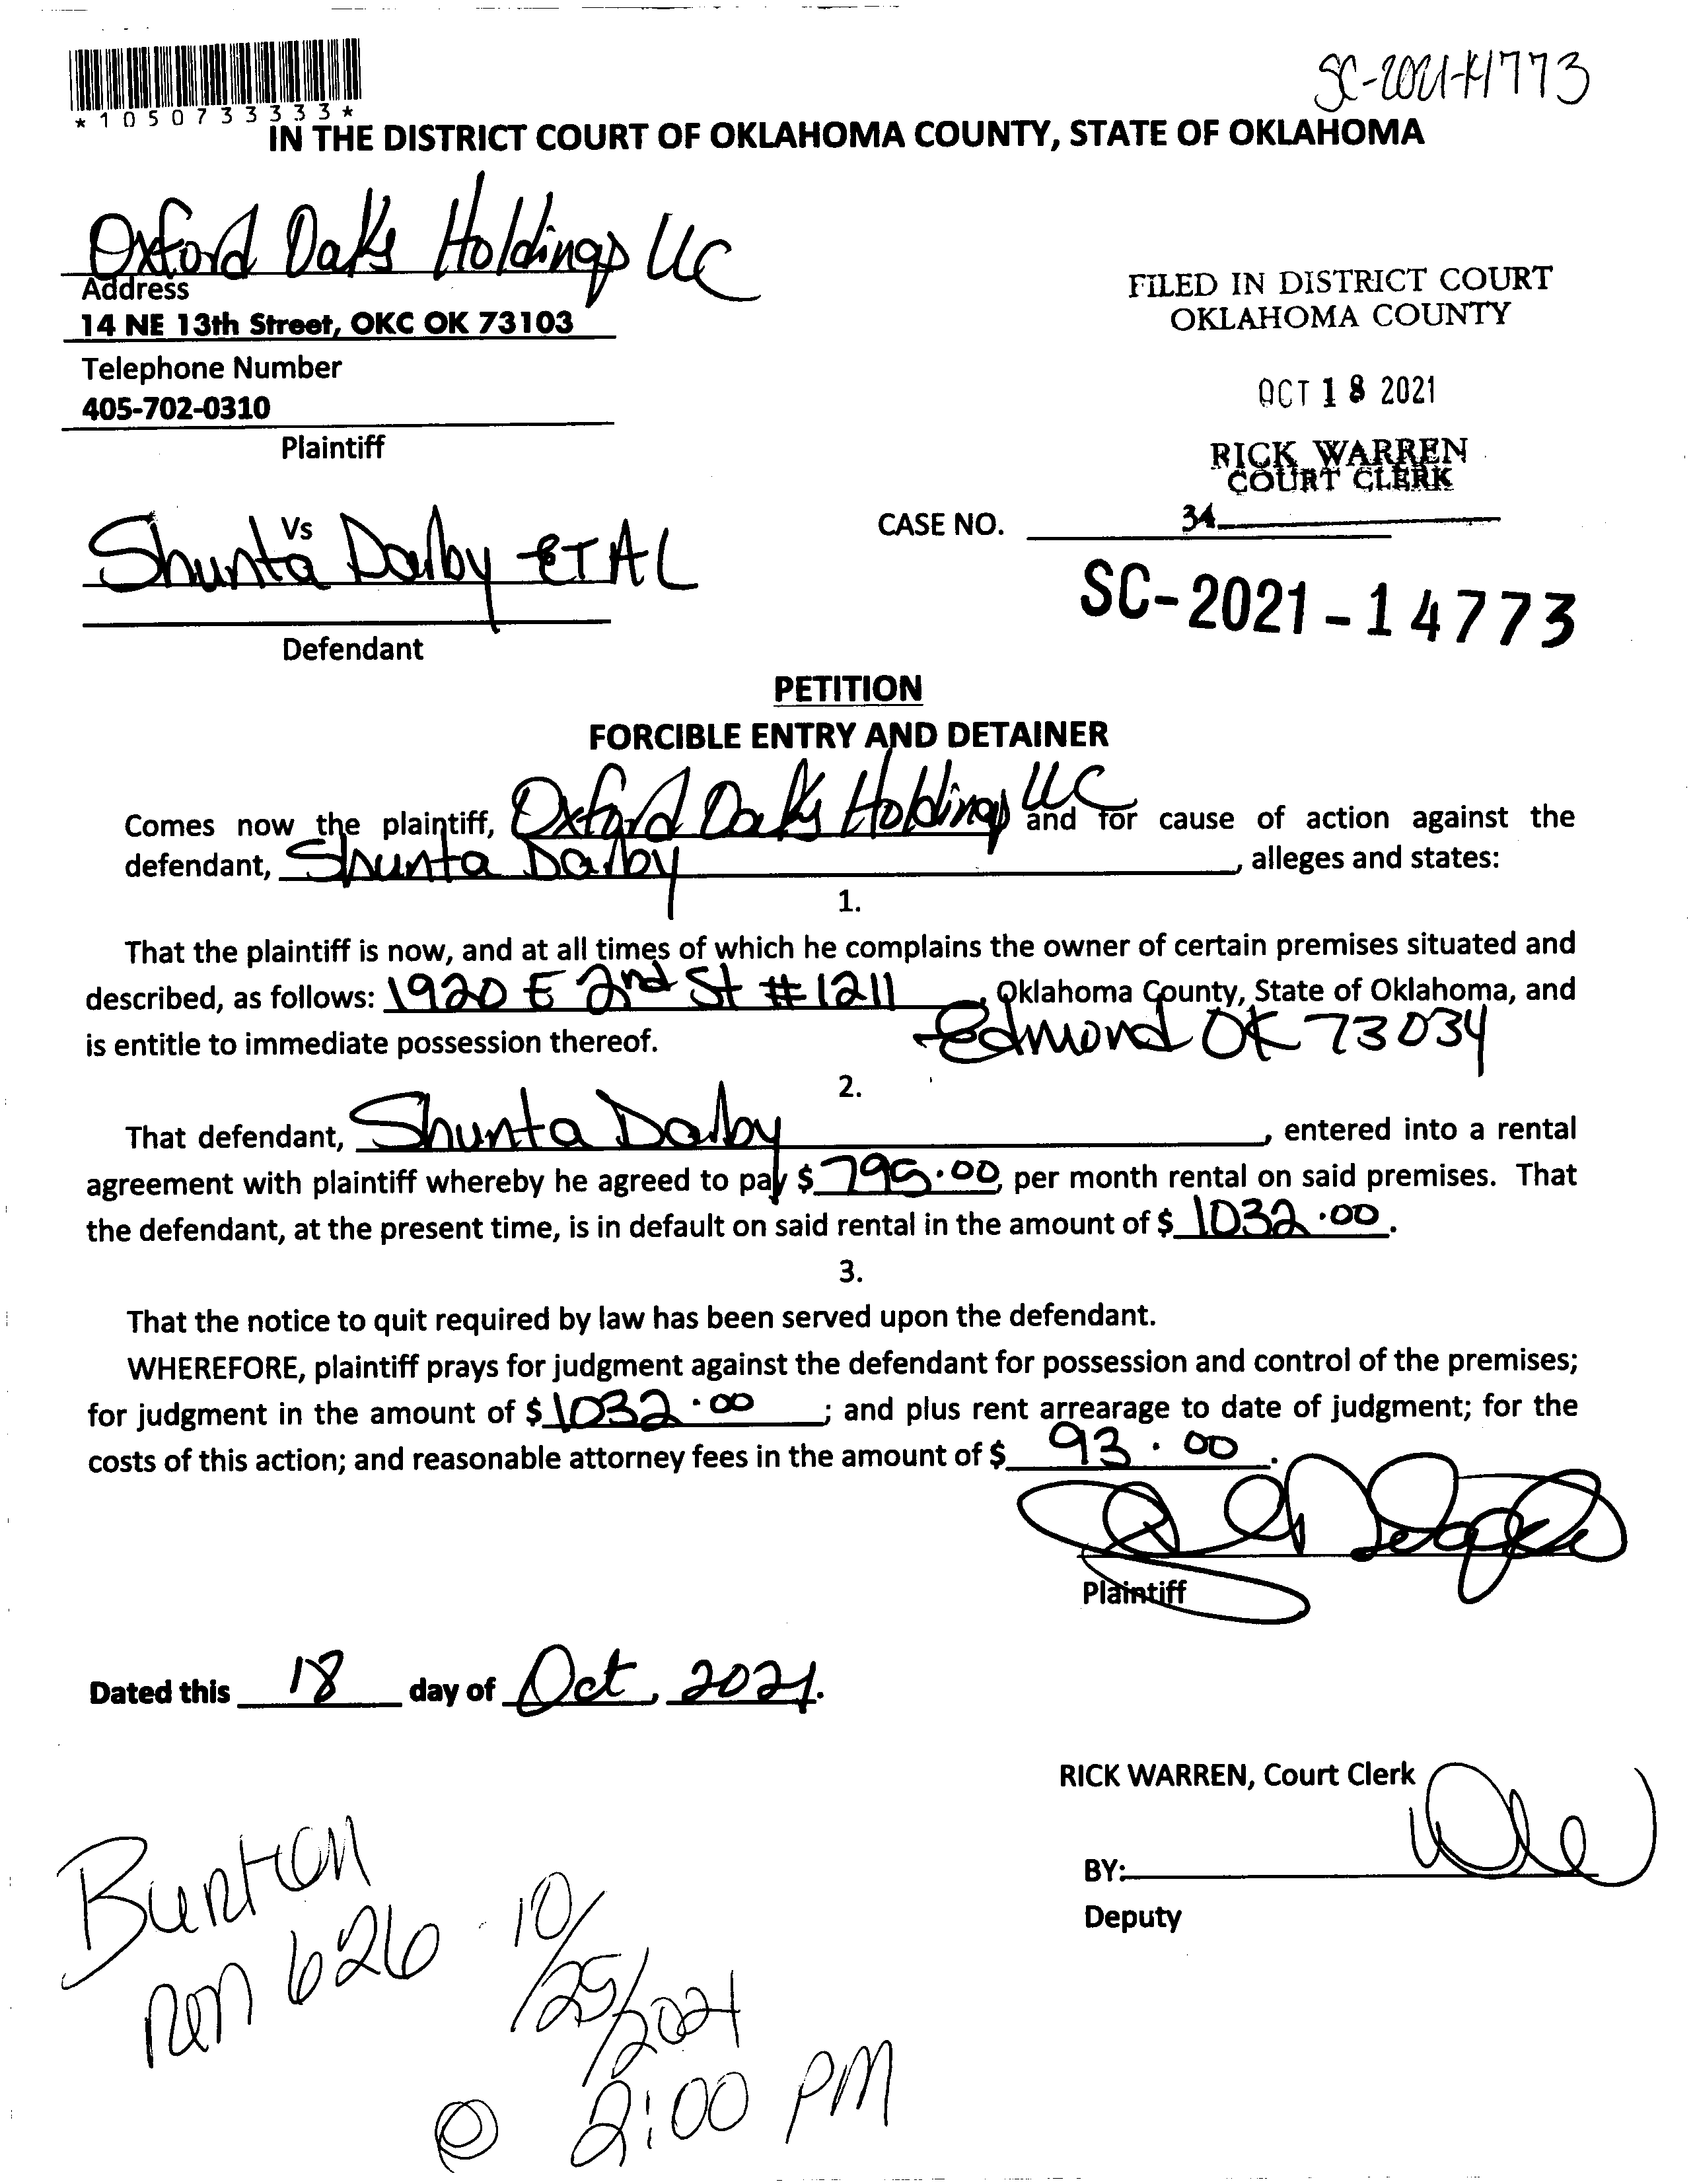 SC-2021-14773
*1050733333*
IN THE DISTRICT COURT OF OKLAHOMA COUNTY, STATE OF OKLAHOMA
Oxford Oaks Holdings LLC
Address
14 NE 13th Street, OKC OK 73103
Telephone Number
405-702-0310
Plaintiff
FILED IN DISTRICT COURT
OKLAHOMA COUNTY
OCT 18 2021
RICK WARREN
COURT CLERK
34
Vs
CASE NO.
Shunta Darby ET AL
SC-2021-14773
Defendant
PETITION
FORCIBLE ENTRY AND DETAINER
Comes now the plaintiff, Oxford Oaks Holdings LLC and for cause of action against the
defendant, Shunta Darby, alleges and states:
1.
That the plaintiff is now, and at all times of which he complains the owner of certain premises situated and
described, as follows: 1920 E 2nd St #1211, Oklahoma County, State of Oklahoma, and
is entitle to immediate possession thereof. Edmond OK 73034
2.
That defendant, Shunta Darby, entered into a rental
agreement with plaintiff whereby he agreed to pay $ 795.00, per month rental on said premises. That
the defendant, at the present time, is in default on said rental in the amount of $ 1032.00.
3.
That the notice to quit required by law has been served upon the defendant.
WHEREFORE, plaintiff prays for judgment against the defendant for possession and control of the premises;
for judgment in the amount of $ 1032.00; and plus rent arrearage to date of judgment; for the
costs of this action; and reasonable attorney fees in the amount of $ 93.00.
Plaintiff
Dated this 18 day of Oct, 2021.
RICK WARREN, Court Clerk
BY:
Deputy
Burton
Rm 626 10/25/2021
@ 2:00 PM